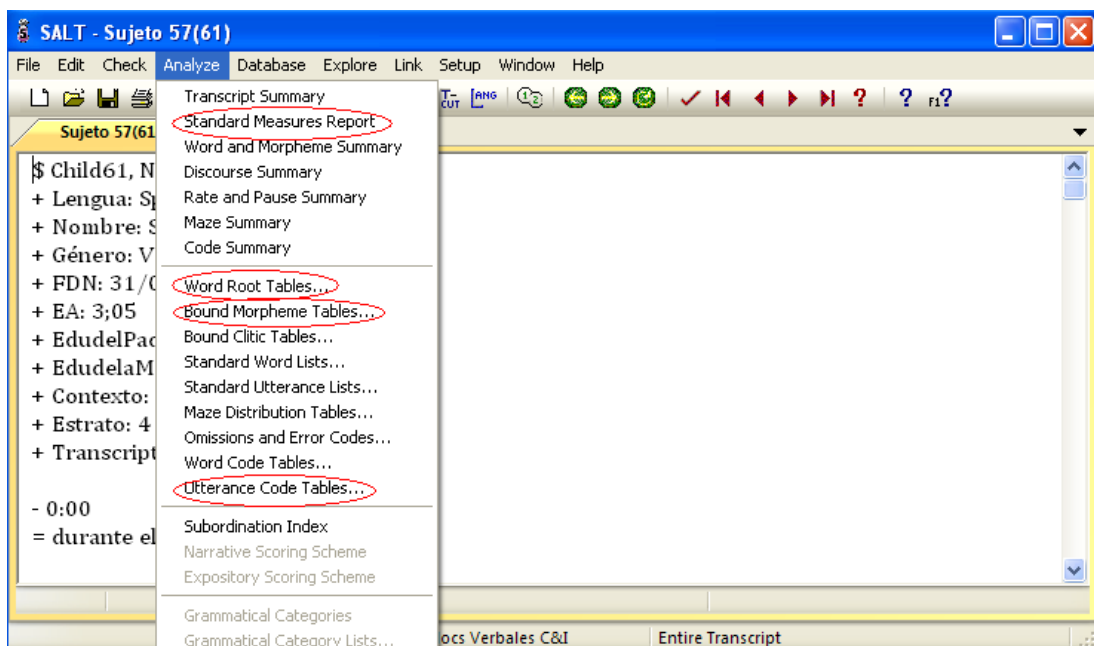 SALT - Sujeto 57(61)
File Edit Check Analyze Database Explore Link Setup Window Help
T- CUT ANG 12 ? ? F1?
Sujeto 57(61
Transcript Summary
Standard Measures Report
Word and Morpheme Summary
Discourse Summary
Rate and Pause Summary
Maze Summary
Code Summary
Word Root Tables...
Bound Morpheme Tables...
Bound Clitic Tables...
Standard Word Lists...
Standard Utterance Lists...
Maze Distribution Tables...
Omissions and Error Codes...
Word Code Tables...
Utterance Code Tables...
Subordination Index
Narrative Scoring Scheme
Expository Scoring Scheme
Grammatical Categories
Grammatical Category Lists...
$ Child61, N
+ Lengua: Sp
+ Nombre: S
+ Género: V
+ FDN: 31/0
+ EA: 3;05
+ EdudelPad
+ EdudelaM
+ Contexto:
+ Estrato: 4
+ Transcript
- 0:00
= durante el
ocs Verbales C&I Entire Transcript